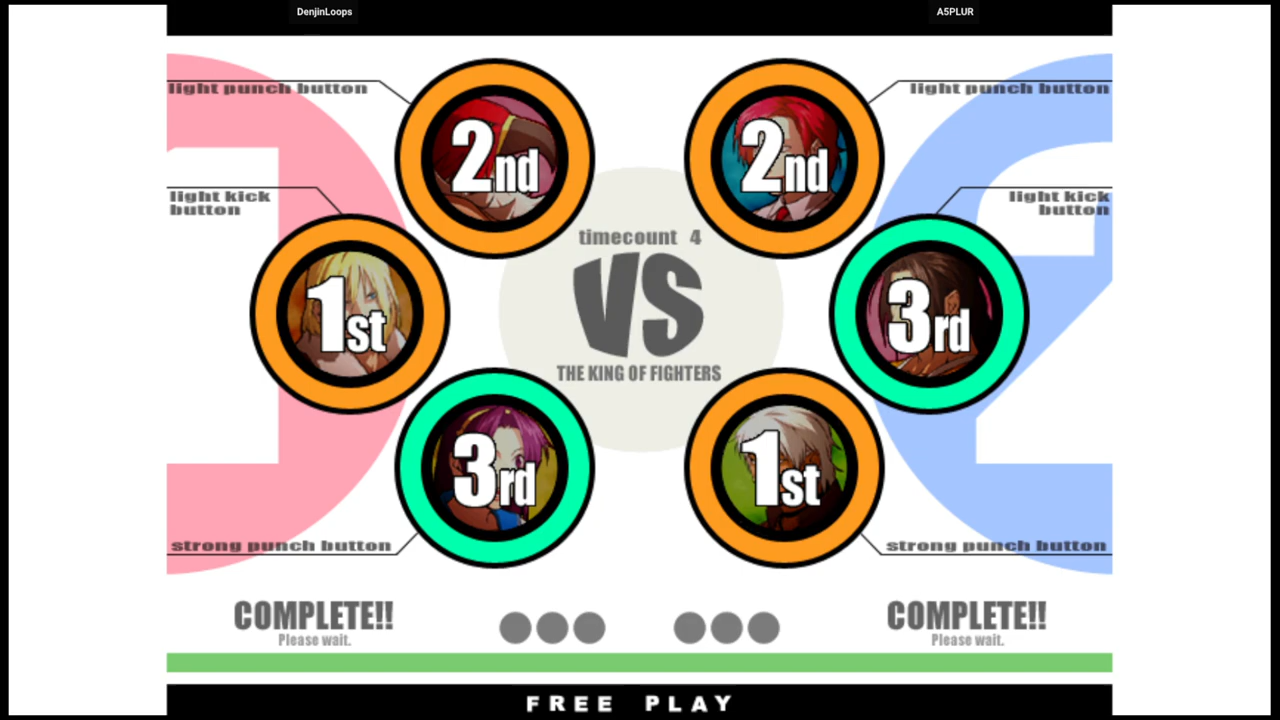 DenjinLoops
A5PLUR
light punch button
light punch button
2nd
2nd
light kick
button
light kick
button
timecount 4
VS
1st
3rd
THE KING OF FIGHTERS
3rd
1st
strong punch button
strong punch button
COMPLETE!!
Please wait.
COMPLETE!!
Please wait.
FREE PLAY